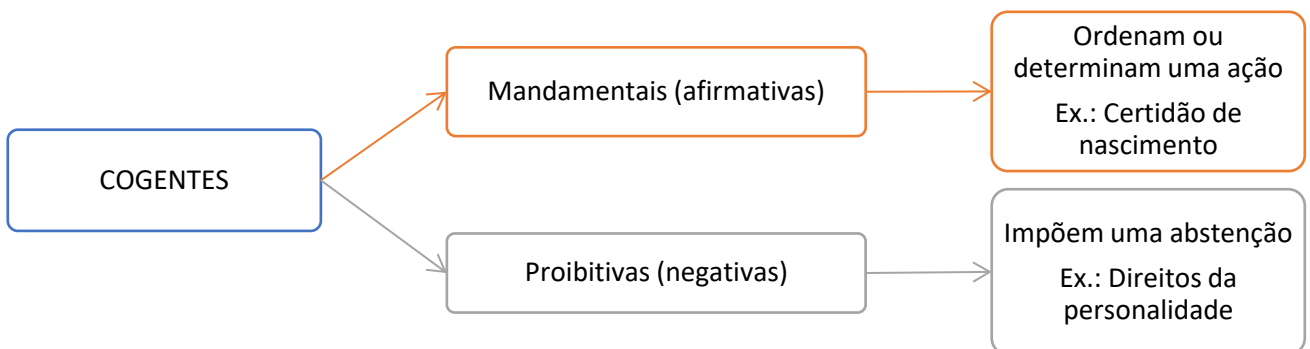 COGENTES
Mandamentais (afirmativas)
Ordenam ou
determinam uma ação
Ex.: Certidão de
nascimento
Proibitivas (negativas)
Impõem uma abstenção
Ex.: Direitos da
personalidade